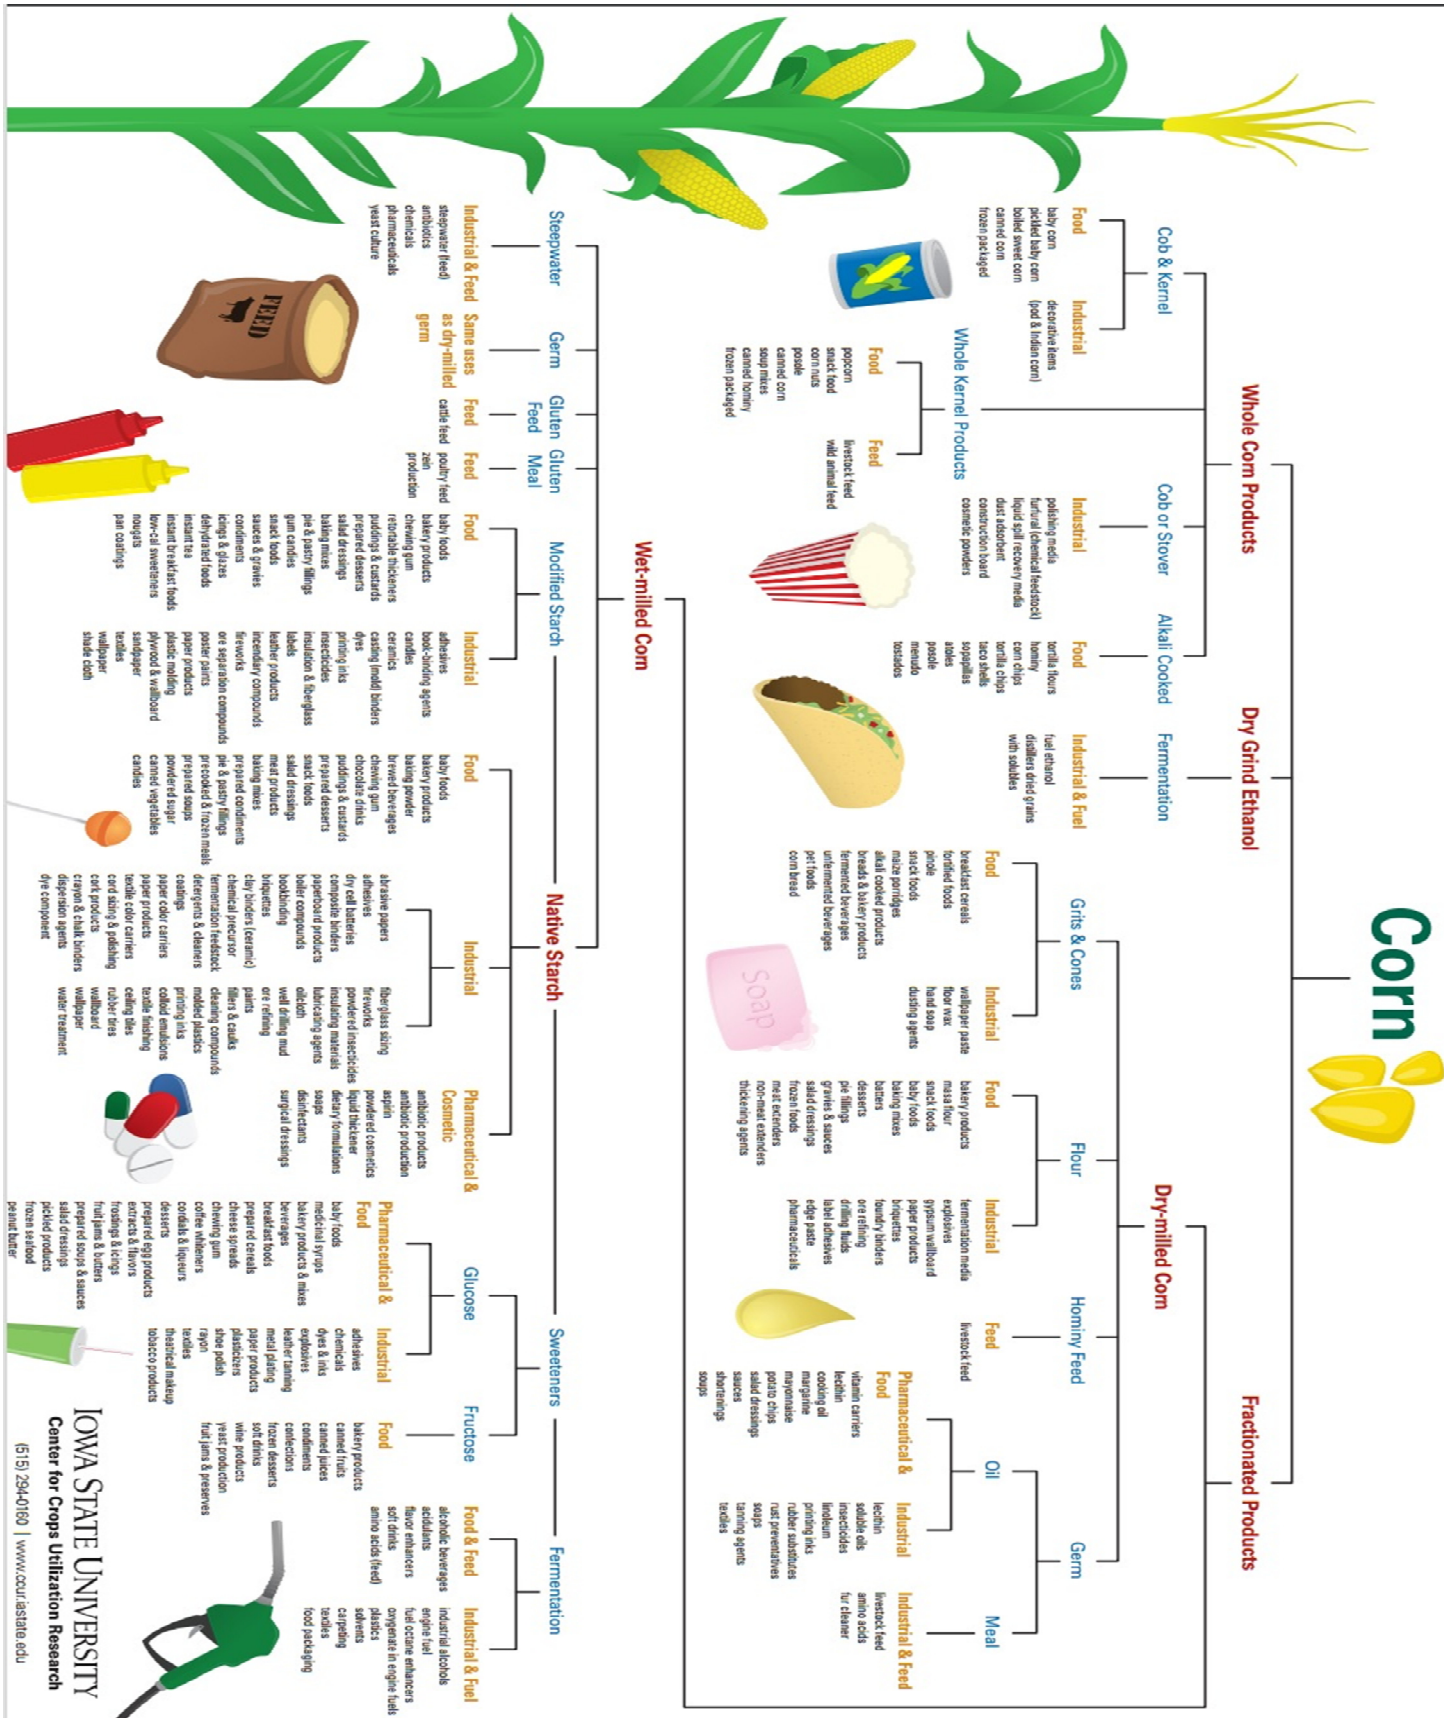 Corn
Whole Corn Products
Dry Grind Ethanol
Fractionated Products
Cob & Kernel
Food
baby corn
pickled baby corn
boiled sweet corn
canned corn
frozen packaged
Industrial
decorative items
(pod & Indian corn)
Whole Kernel Products
Food
popcorn
snack food
corn nuts
posole
canned corn
soup mixes
canned hominy
frozen packaged
Feed
livestock feed
wild animal feed
Cob or Stover
Industrial
polishing media
furfural (chemical feedstock)
liquid spill recovery media
dust adsorbent
construction board
cosmetic powders
Alkali Cooked
Food
tortilla flours
hominy
corn chips
tortilla chips
taco shells
sopapillas
atoles
posole
menudo
tostados
Fermentation
Industrial & Fuel
fuel ethanol
distillers dried grains
with solubles
Dry-milled Corn
Grits & Cones
Food
breakfast cereals
fortified foods
pinole
snack foods
maize porridges
alkali cooked products
breads & bakery products
fermented beverages
unfermented beverages
pet foods
corn bread
Industrial
wallpaper paste
floor wax
hand soap
dusting agents
Flour
Food
bakery products
masa flour
snack foods
baby foods
baking mixes
batters
desserts
pie fillings
gravies & sauces
salad dressings
frozen foods
meat extenders
non-meat extenders
thickening agents
Industrial
fermentation media
explosives
gypsum wallboard
paper products
briquettes
foundry binders
ore refining
drilling fluids
label adhesives
edge paste
pharmaceuticals
Hominy Feed
Feed
livestock feed
Germ
Oil
Pharmaceutical &
Food
vitamin carriers
lecithin
cooking oil
margarine
mayonnaise
potato chips
salad dressings
sauces
shortenings
soups
Industrial
lecithin
soluble oils
insecticides
linoleum
printing inks
rubber substitutes
rust preventatives
soaps
tanning agents
textiles
Meal
Industrial & Feed
livestock feed
amino acids
fur cleaner
Soap
Wet-milled Corn
Steepwater
Industrial & Feed
steepwater (feed)
antibiotics
chemicals
pharmaceuticals
yeast culture
Germ
Same uses
as dry-milled
germ
Gluten
Feed
Feed
cattle feed
Gluten
Meal
Feed
poultry feed
zein
production
FEED
Modified Starch
Food
baby foods
bakery products
chewing gum
retortable thickeners
puddings & custards
prepared desserts
salad dressings
baking mixes
pie & pastry fillings
gum candies
snack foods
sauces & gravies
condiments
icings & glazes
dehydrated foods
instant tea
instant breakfast foods
low-cal sweeteners
nougats
pan coatings
Industrial
adhesives
book-binding agents
candles
ceramics
casting (mold) binders
dyes
printing inks
insecticides
insulation & fiberglass
labels
leather products
incendiary compounds
fireworks
ore separation compounds
poster paints
paper products
plastic molding
plywood & wallboard
sandpaper
textiles
wallpaper
shade cloth
Native Starch
Food
baby foods
bakery products
baking powder
brewed beverages
chewing gum
chocolate drinks
puddings & custards
prepared desserts
snack foods
salad dressings
meat products
baking mixes
prepared condiments
pie & pastry fillings
precooked & frozen meals
prepared soups
powdered sugar
canned vegetables
candies
Industrial
abrasive papers
adhesives
dry cell batteries
composite binders
paperboard products
boiler compounds
bookbinding
briquettes
clay binders (ceramic)
chemical precursor
fermentation feedstock
detergents & cleaners
coatings
paper color carriers
paper products
textile color carriers
cord sizing & polishing
cork products
crayon & chalk binders
dispersion agents
dye component
fiberglass sizing
fireworks
powdered insecticides
insulating materials
lubricating agents
oilcloth
well drilling mud
ore refining
paints
fillers & caulks
cleaning compounds
molded plastics
printing inks
colloid emulsions
textile finishing
ceiling tiles
rubber tires
wallboard
wallpaper
water treatment
Pharmaceutical &
Cosmetic
antibiotic products
antibiotic production
aspirin
powdered cosmetics
liquid thickener
dietary formulations
soaps
disinfectants
surgical dressings
Sweeteners
Glucose
Pharmaceutical &
Food
baby foods
medicinal syrups
bakery products & mixes
beverages
breakfast foods
prepared cereals
cheese spreads
chewing gum
coffee whiteners
cordials & liqueurs
desserts
prepared egg products
extracts & flavors
frostings & icings
fruit jams & butters
prepared soups & sauces
salad dressings
pickled products
frozen seafood
peanut butter
Industrial
adhesives
chemicals
dyes & inks
explosives
leather tanning
metal plating
paper products
plasticizers
shoe polish
rayon
textiles
theatrical makeup
tobacco products
Fructose
Food
bakery products
canned fruits
canned juices
condiments
confections
frozen desserts
soft drinks
wine products
yeast production
fruit jams & preserves
Fermentation
Food & Feed
alcoholic beverages
acidulants
flavor enhancers
soft drinks
amino acids (feed)
Industrial & Fuel
industrial alcohols
engine fuel
fuel octane enhancers
oxygenate in engine fuels
plastics
solvents
carpeting
textiles
food packaging
IOWA STATE UNIVERSITY
Center for Crops Utilization Research
(515) 294-0160 | www.ccur.iastate.edu